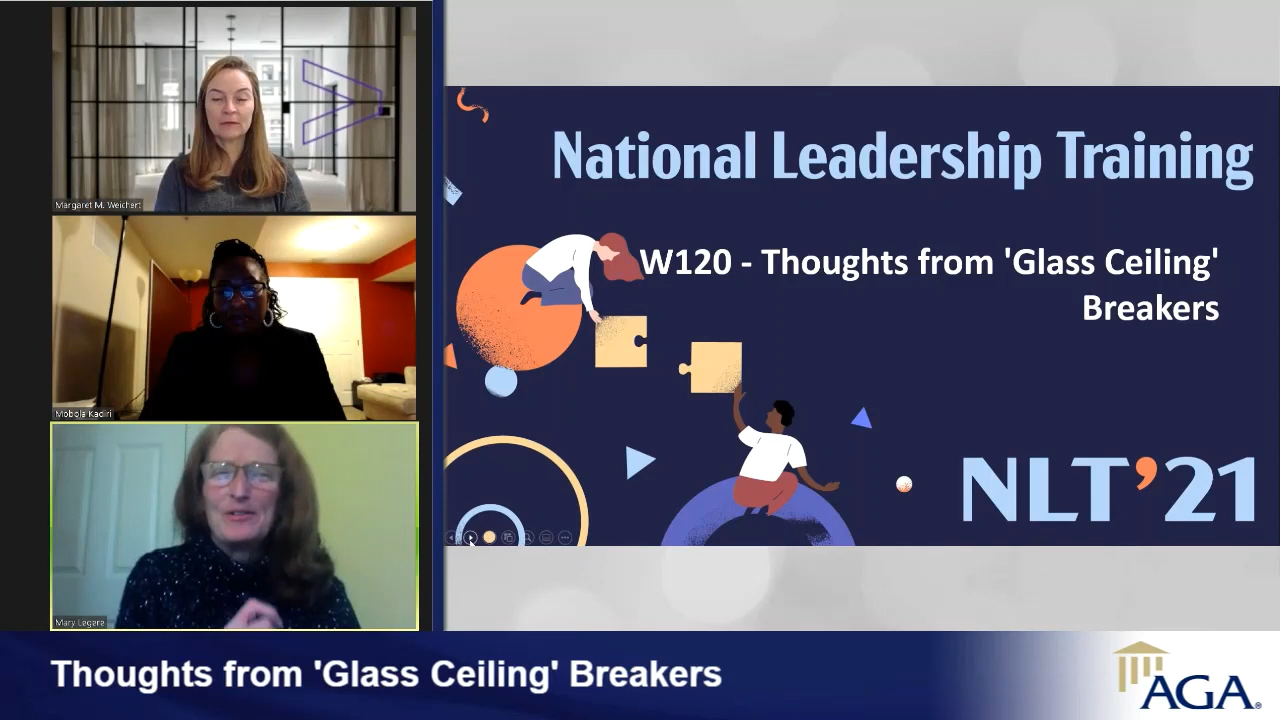 Margaret M. Weichert
Mobola Kadiri
Mary Legere
National Leadership Training
W120 - Thoughts from 'Glass Ceiling'
Breakers
NLT'21
Thoughts from 'Glass Ceiling' Breakers
AGA®